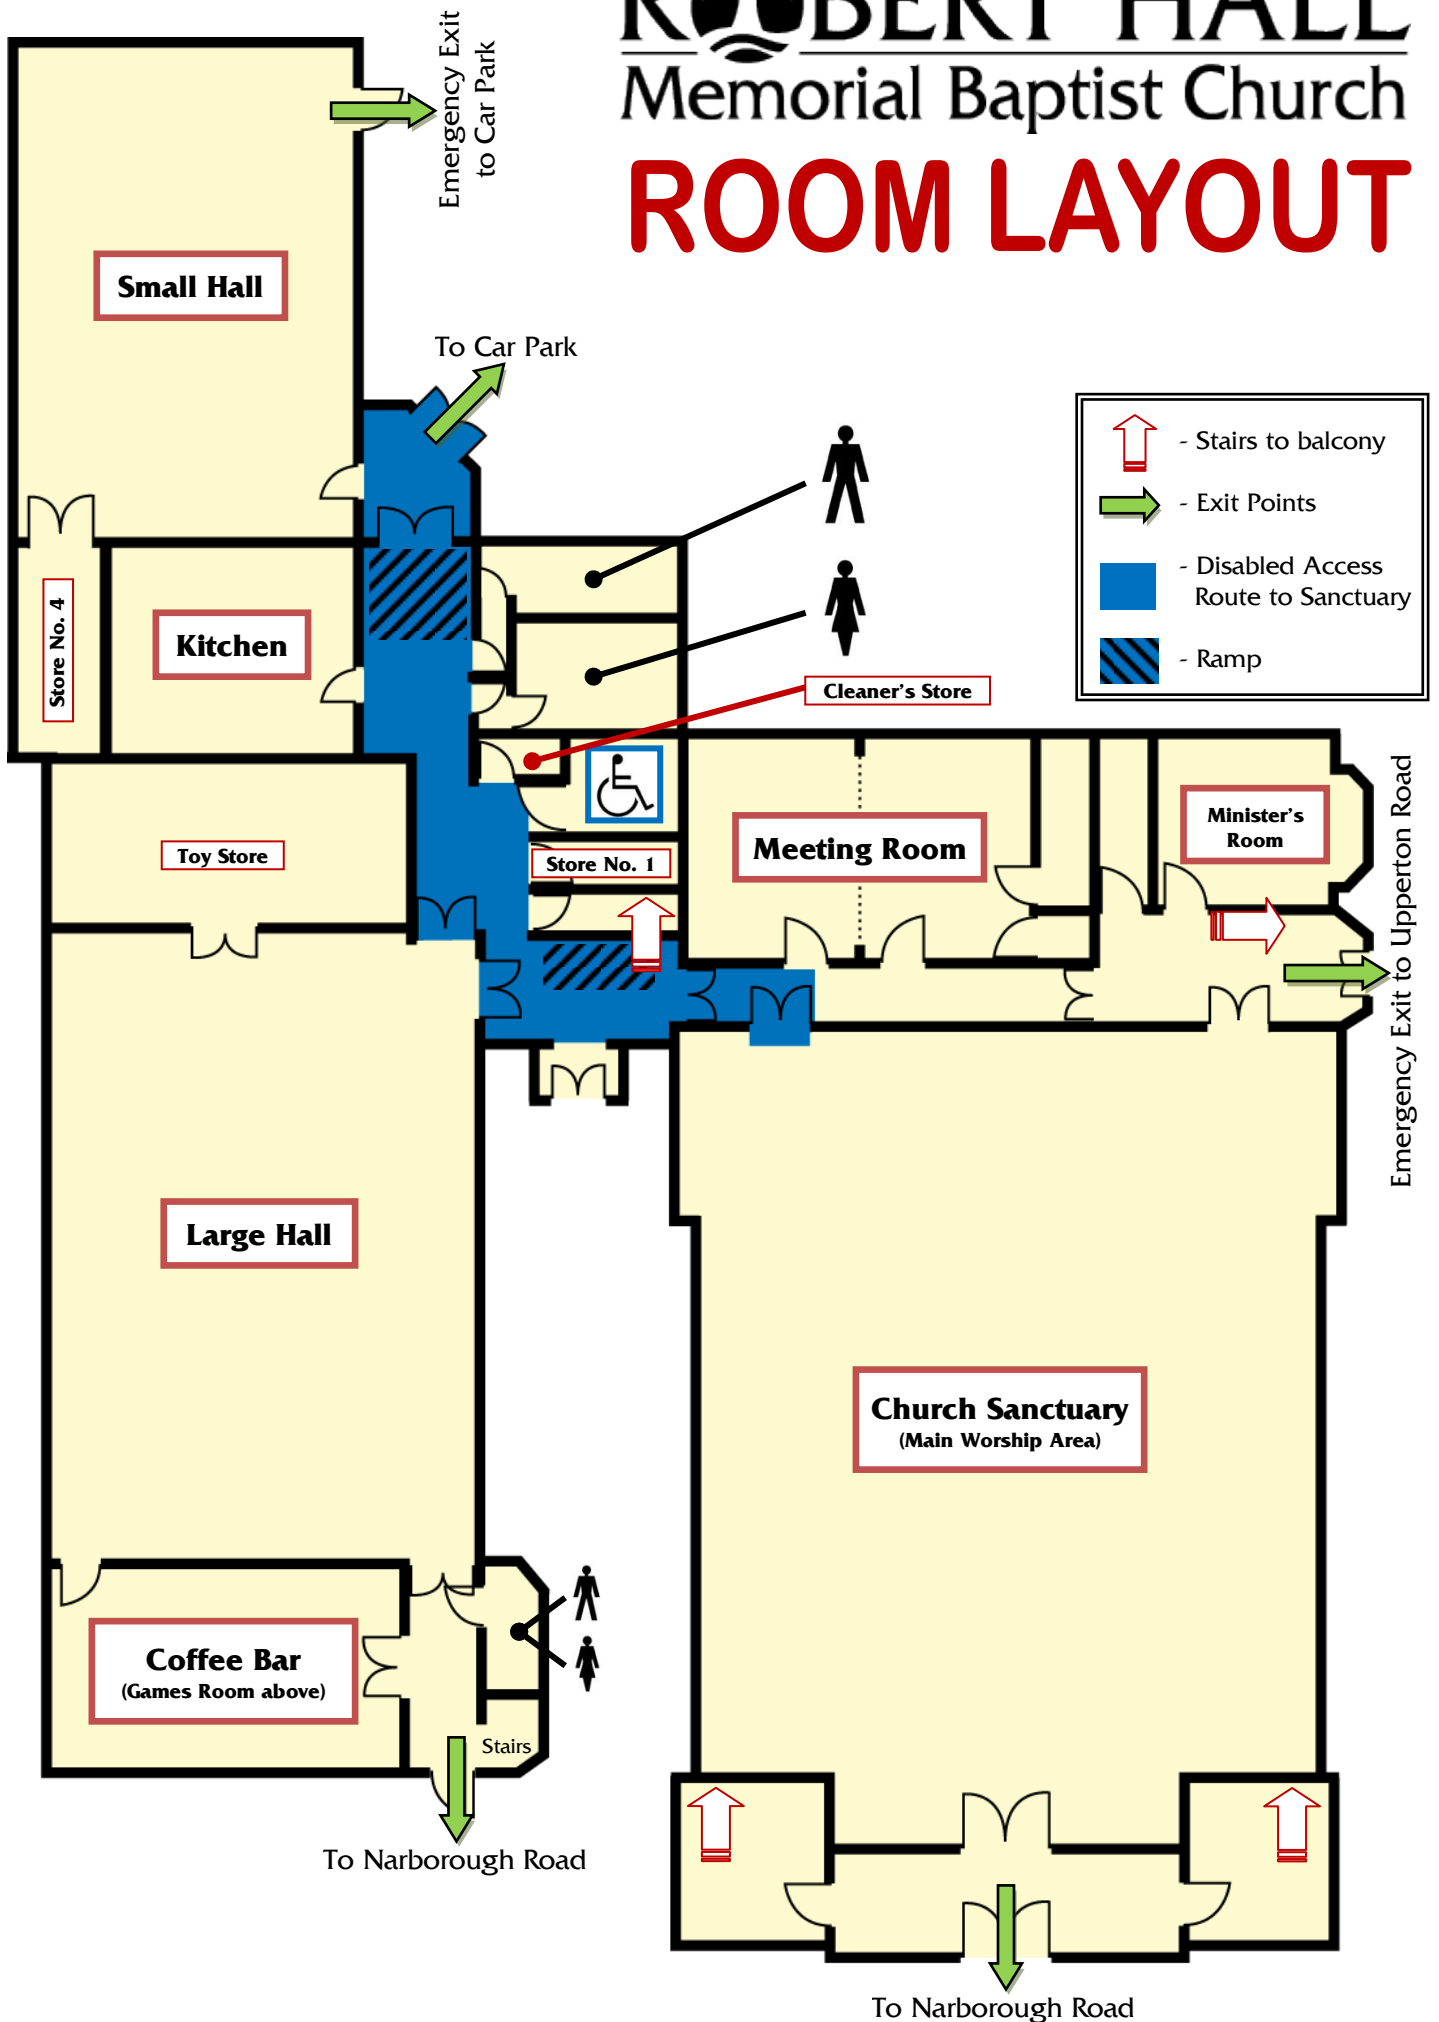 ROBERT HALL
Memorial Baptist Church
ROOM LAYOUT
Emergency Exit
to Car Park
Small Hall
To Car Park
- Stairs to balcony
- Exit Points
- Disabled Access
Route to Sanctuary
- Ramp
Store No. 4
Kitchen
Cleaner's Store
Toy Store
Store No. 1
Meeting Room
Minister's
Room
Emergency Exit to Upperton Road
Large Hall
Church Sanctuary
(Main Worship Area)
Coffee Bar
(Games Room above)
Stairs
To Narborough Road
To Narborough Road